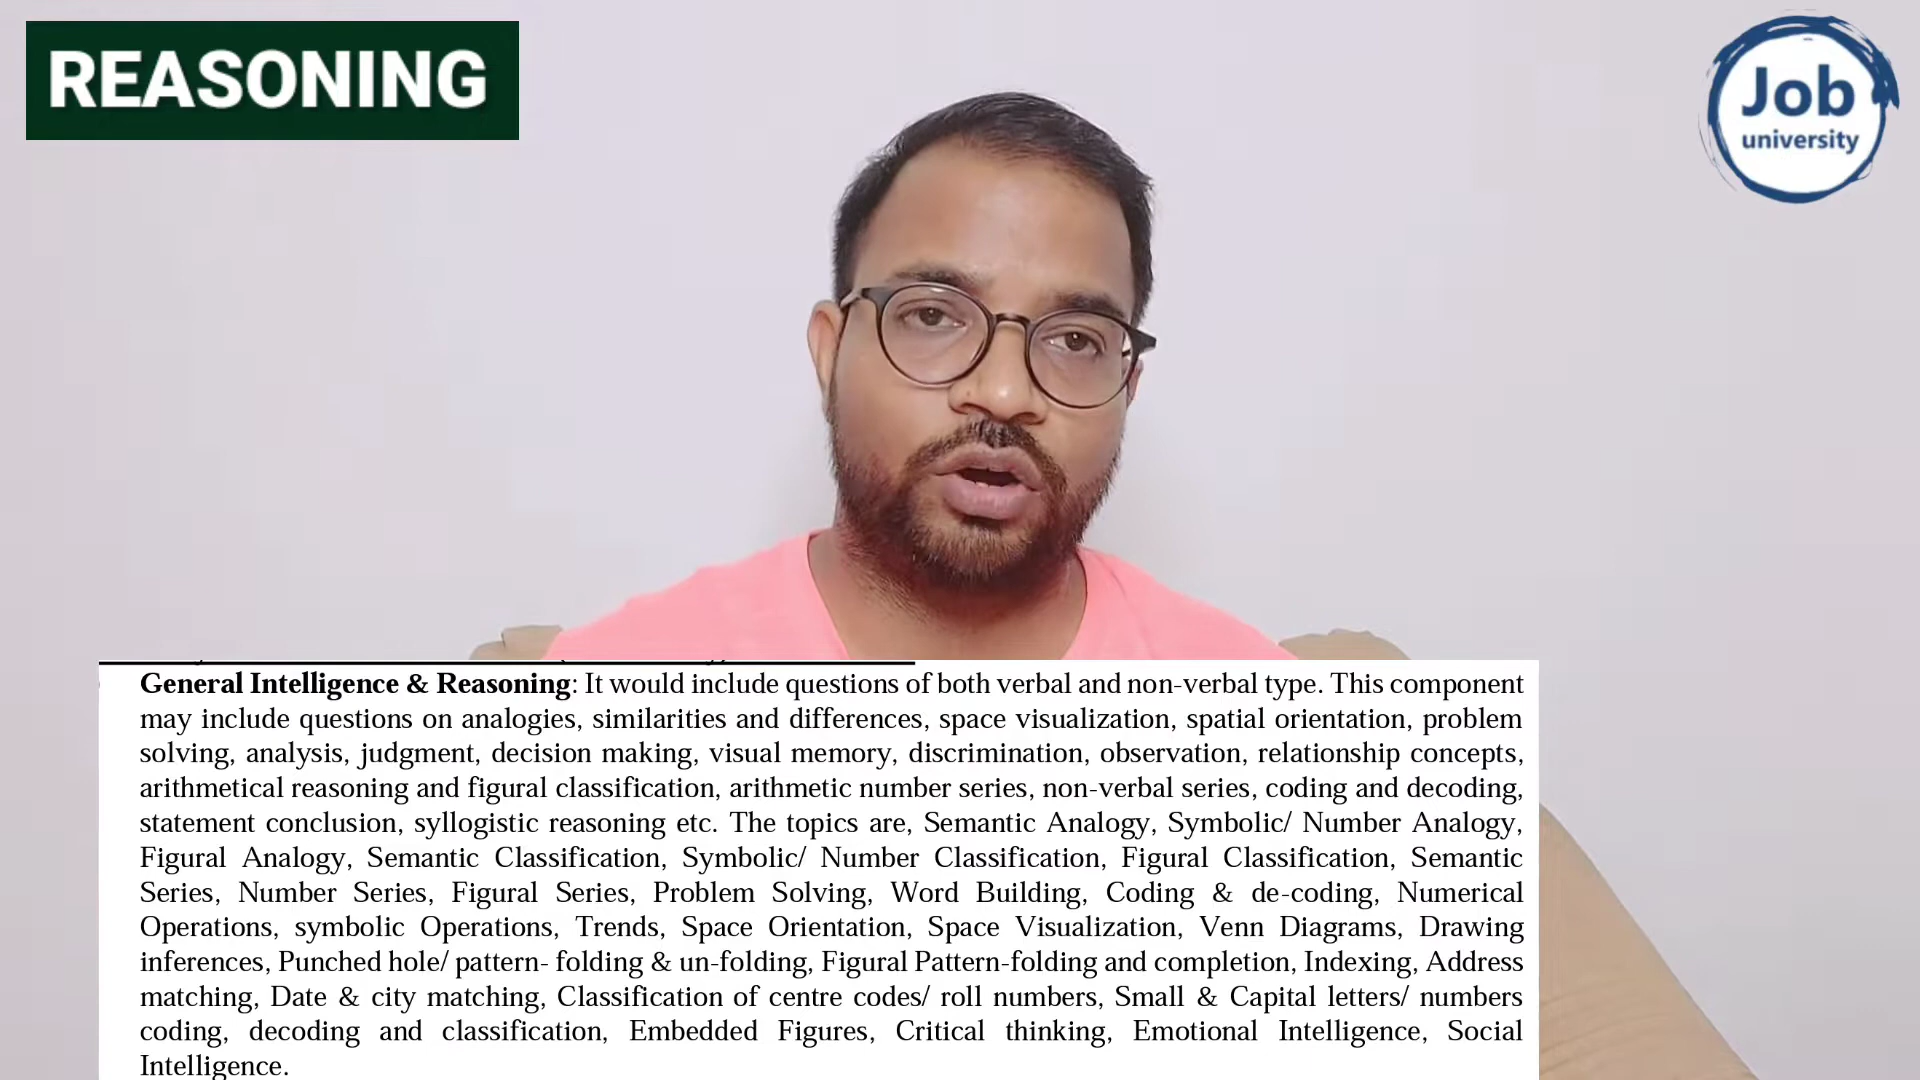 REASONING
Job
university
General Intelligence & Reasoning: It would include questions of both verbal and non-verbal type. This component
may include questions on analogies, similarities and differences, space visualization, spatial orientation, problem
solving, analysis, judgment, decision making, visual memory, discrimination, observation, relationship concepts,
arithmetical reasoning and figural classification, arithmetic number series, non-verbal series, coding and decoding,
statement conclusion, syllogistic reasoning etc. The topics are, Semantic Analogy, Symbolic/ Number Analogy,
Figural Analogy, Semantic Classification, Symbolic/ Number Classification, Figural Classification, Semantic
Series, Number Series, Figural Series, Problem Solving, Word Building, Coding & de-coding, Numerical
Operations, symbolic Operations, Trends, Space Orientation, Space Visualization, Venn Diagrams, Drawing
inferences, Punched hole/ pattern- folding & un-folding, Figural Pattern-folding and completion, Indexing, Address
matching, Date & city matching, Classification of centre codes/ roll numbers, Small & Capital letters/ numbers
coding, decoding and classification, Embedded Figures, Critical thinking, Emotional Intelligence, Social
Intelligence.